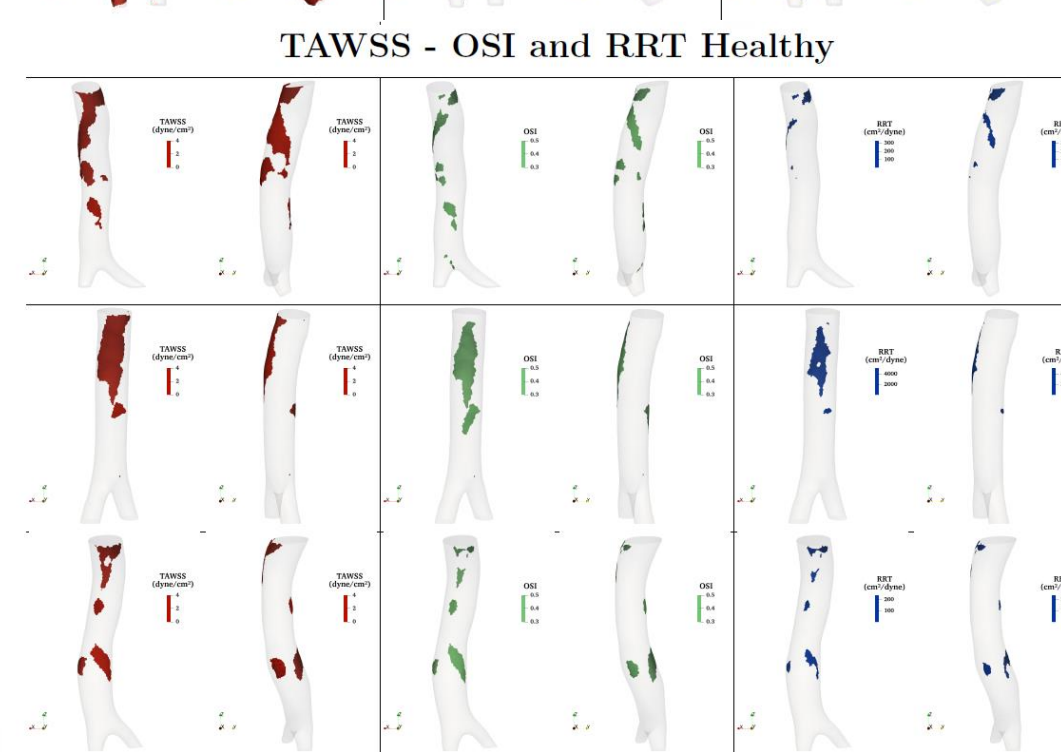 TAWSS - OSI and RRT Healthy
TAWSS TAWSS OSI OSI RRT
(dyne/cm²) (dyne/cm²) (cm²/dyne)
4 4 0.5 0.5 300
2 2 0.4 0.4 200
0 0 0.3 0.3 100
TAWSS TAWSS OSI OSI RRT
(dyne/cm²) (dyne/cm²) (cm²/dyne)
4 4 0.5 0.5 4000
2 2 0.4 0.4 2000
0 0 0.3 0.3
TAWSS TAWSS OSI OSI RRT
(dyne/cm²) (dyne/cm²) (cm²/dyne)
4 4 0.5 0.5 200
2 2 0.4 0.4 100
0 0 0.3 0.3